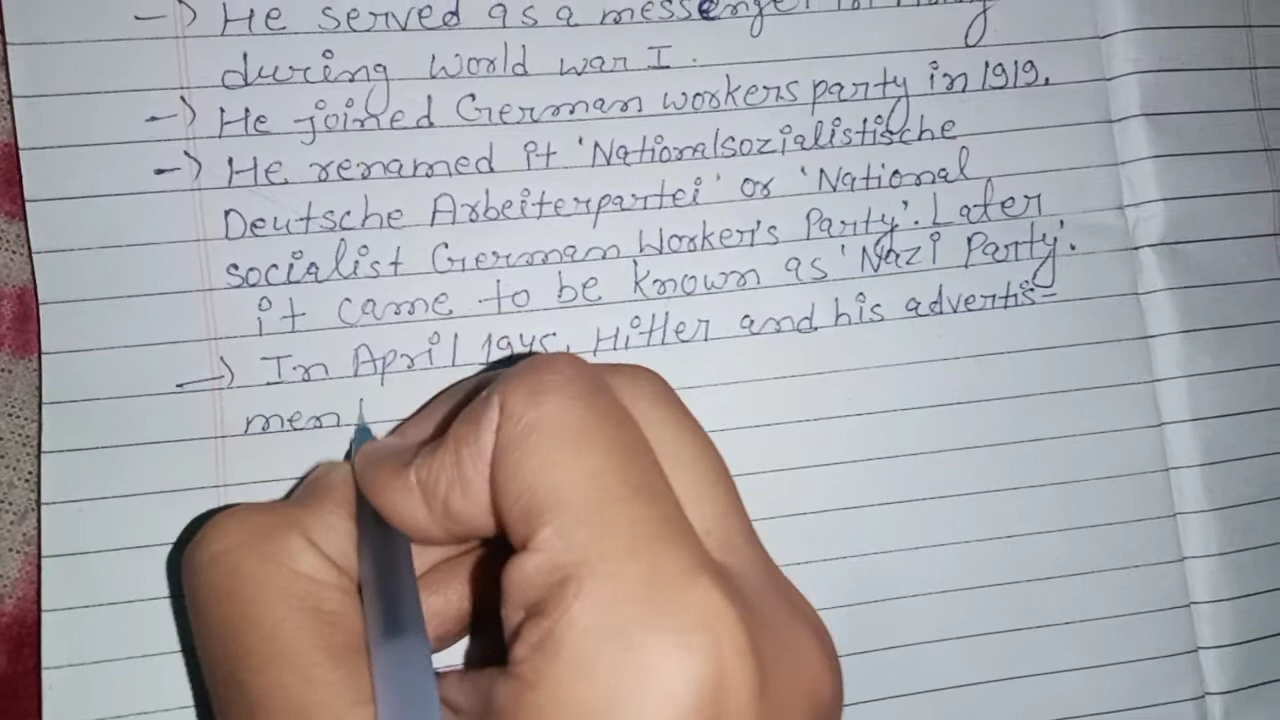 -> He served as a messenger for
during World war I.
-> He joined German workers party in 1919.
-> He renamed it 'Nationalsozialistische
Deutsche Arbeiterpartei' or 'National
socialist German Worker's Party'. Later
it came to be known as 'Nazi Party'.
-> In April 1945, Hitler and his advertis-
men